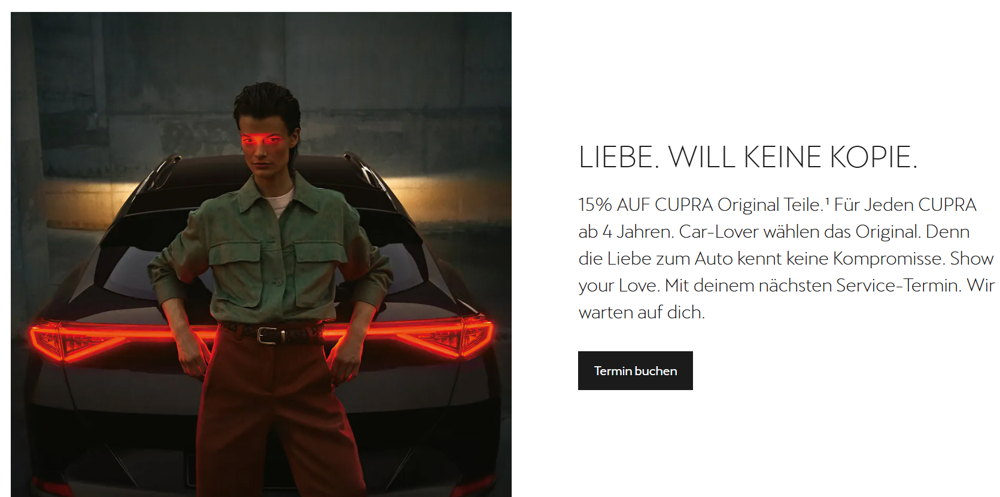 LIEBE. WILL KEINE KOPIE.
15% AUF CUPRA Original Teile.¹ Für Jeden CUPRA
ab 4 Jahren. Car-Lover wählen das Original. Denn
die Liebe zum Auto kennt keine Kompromisse. Show
your Love. Mit deinem nächsten Service-Termin. Wir
warten auf dich.
Termin buchen